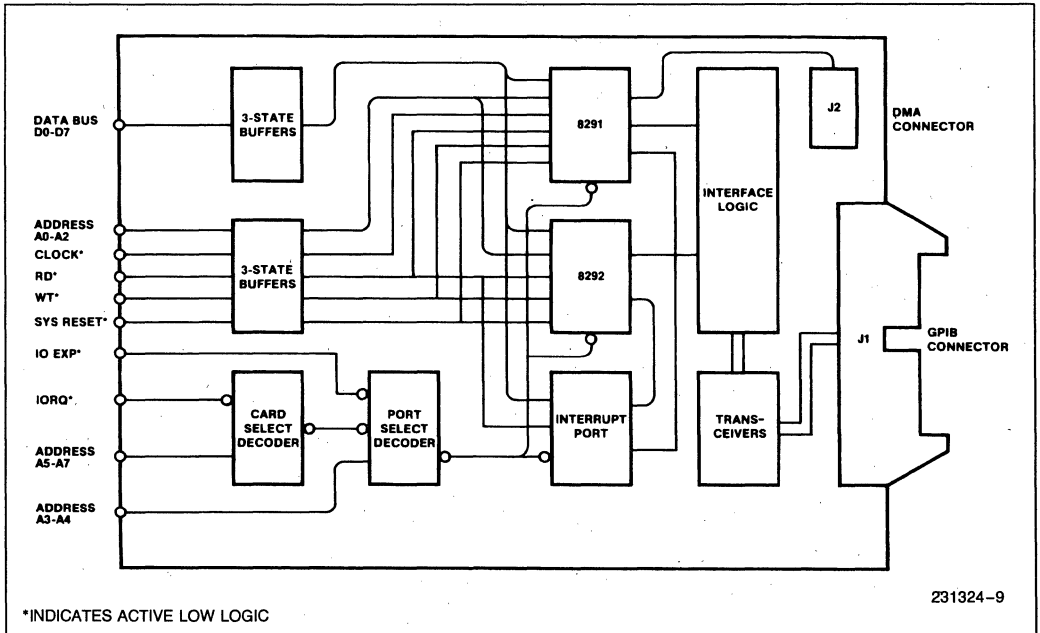 DATA BUS
D0-D7
ADDRESS
A0-A2
CLOCK*
RD*
WT*
SYS RESET*
IO EXP*
IORQ*
ADDRESS
A5-A7
ADDRESS
A3-A4
3-STATE
BUFFERS
3-STATE
BUFFERS
CARD
SELECT
DECODER
PORT
SELECT
DECODER
8291
8292
INTERRUPT
PORT
INTERFACE
LOGIC
TRANS-
CEIVERS
J2
DMA
CONNECTOR
J1
GPIB
CONNECTOR
231324-9
*INDICATES ACTIVE LOW LOGIC